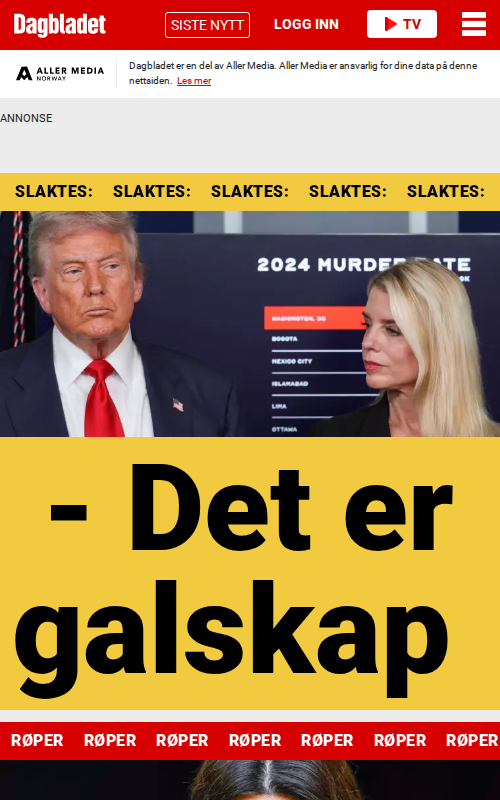 Dagbladet
SISTE NYTT
LOGG INN
TV
ALLER MEDIA
NORWAY
Dagbladet er en del av Aller Media. Aller Media er ansvarlig for dine data på denne
nettsiden. Les mer
ANNONSE
SLAKTES: SLAKTES: SLAKTES: SLAKTES: SLAKTES:
2024 MURDER RATE
WASHINGTON, DC
BOGOTA
MEXICO CITY
ISLAMABAD
LIMA
OTTAWA
- Det er
galskap
RØPER RØPER RØPER RØPER RØPER RØPER RØPER